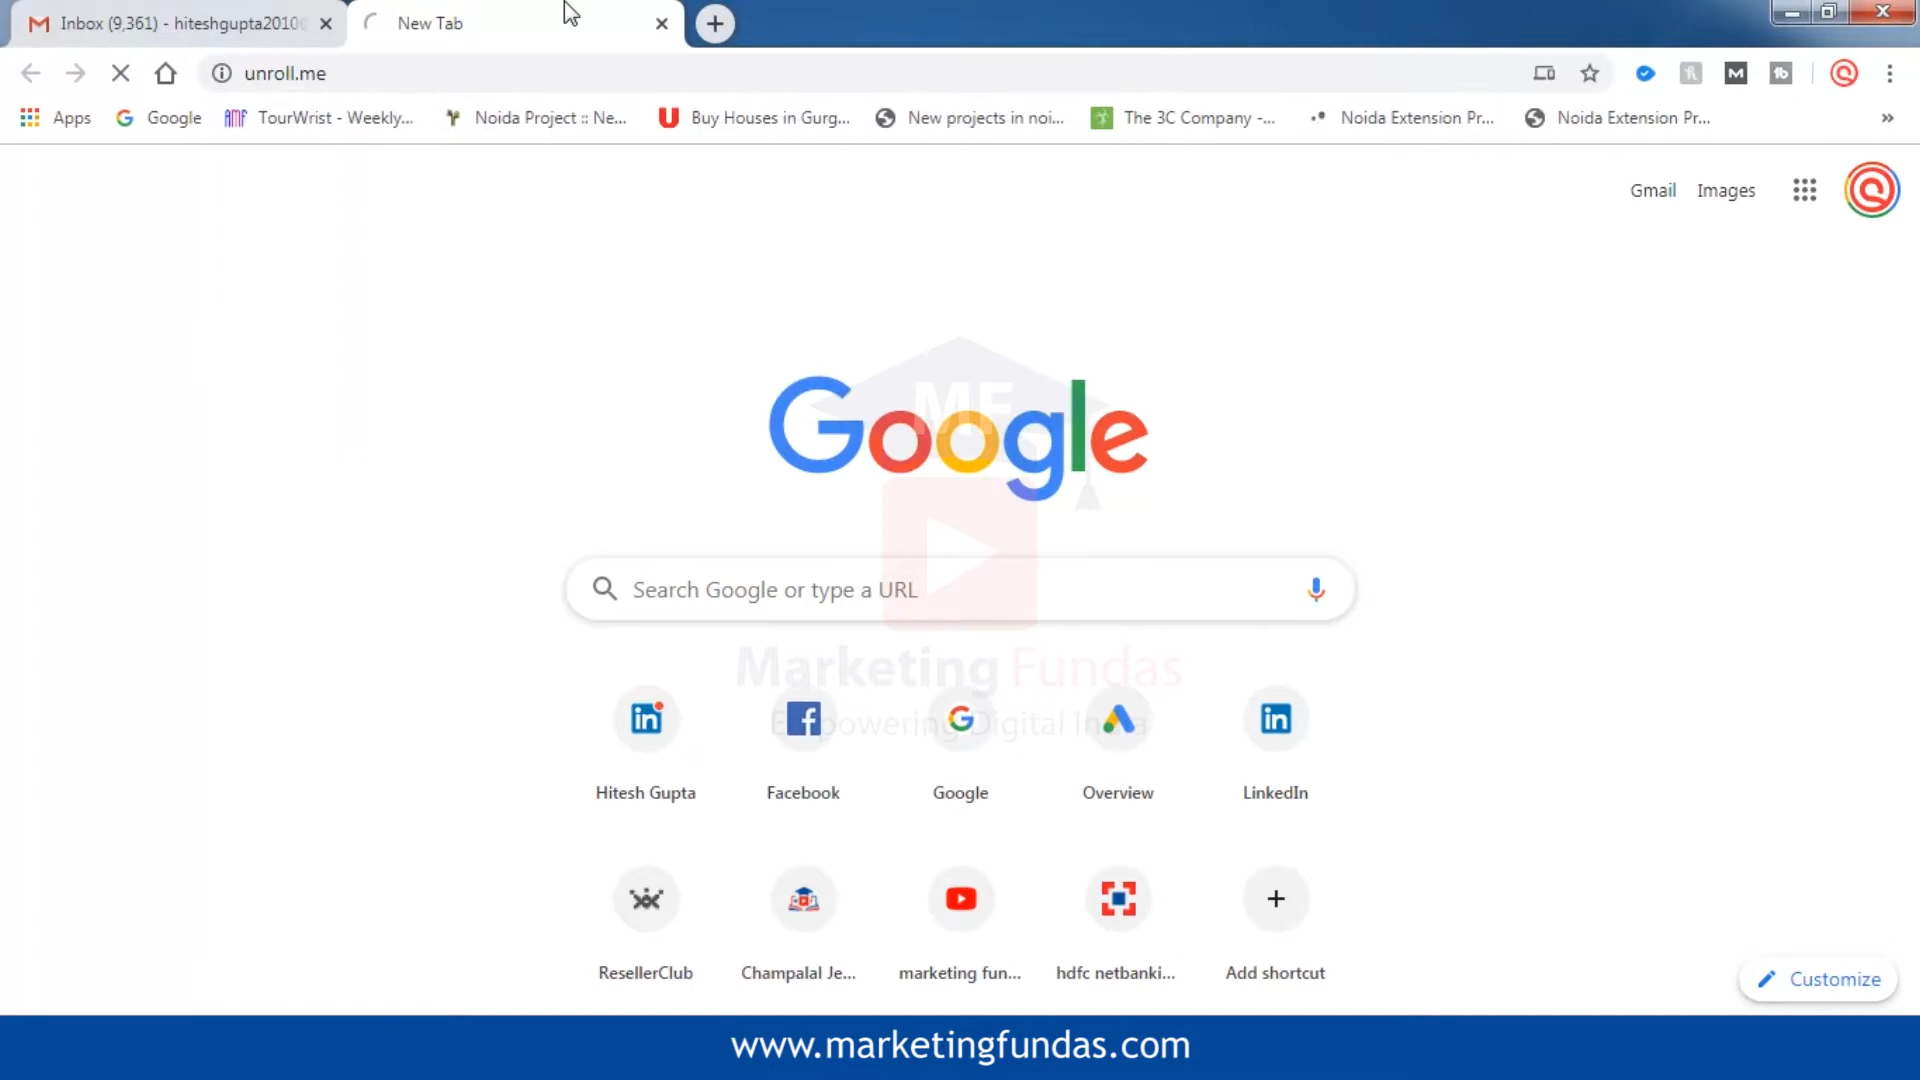 Inbox (9,361) - hiteshgupta2010
New Tab
unroll.me
Apps
Google
TourWrist - Weekly...
Noida Project :: Ne...
Buy Houses in Gurg...
New projects in noi...
The 3C Company -...
Noida Extension Pr...
Noida Extension Pr...
Gmail Images
MF
Google
Search Google or type a URL
Marketing Fundas
Empowering Digital India
Hitesh Gupta Facebook Google Overview LinkedIn
ResellerClub Champalal Je... marketing fun... hdfc netbanki... Add shortcut
Customize
www.marketingfundas.com